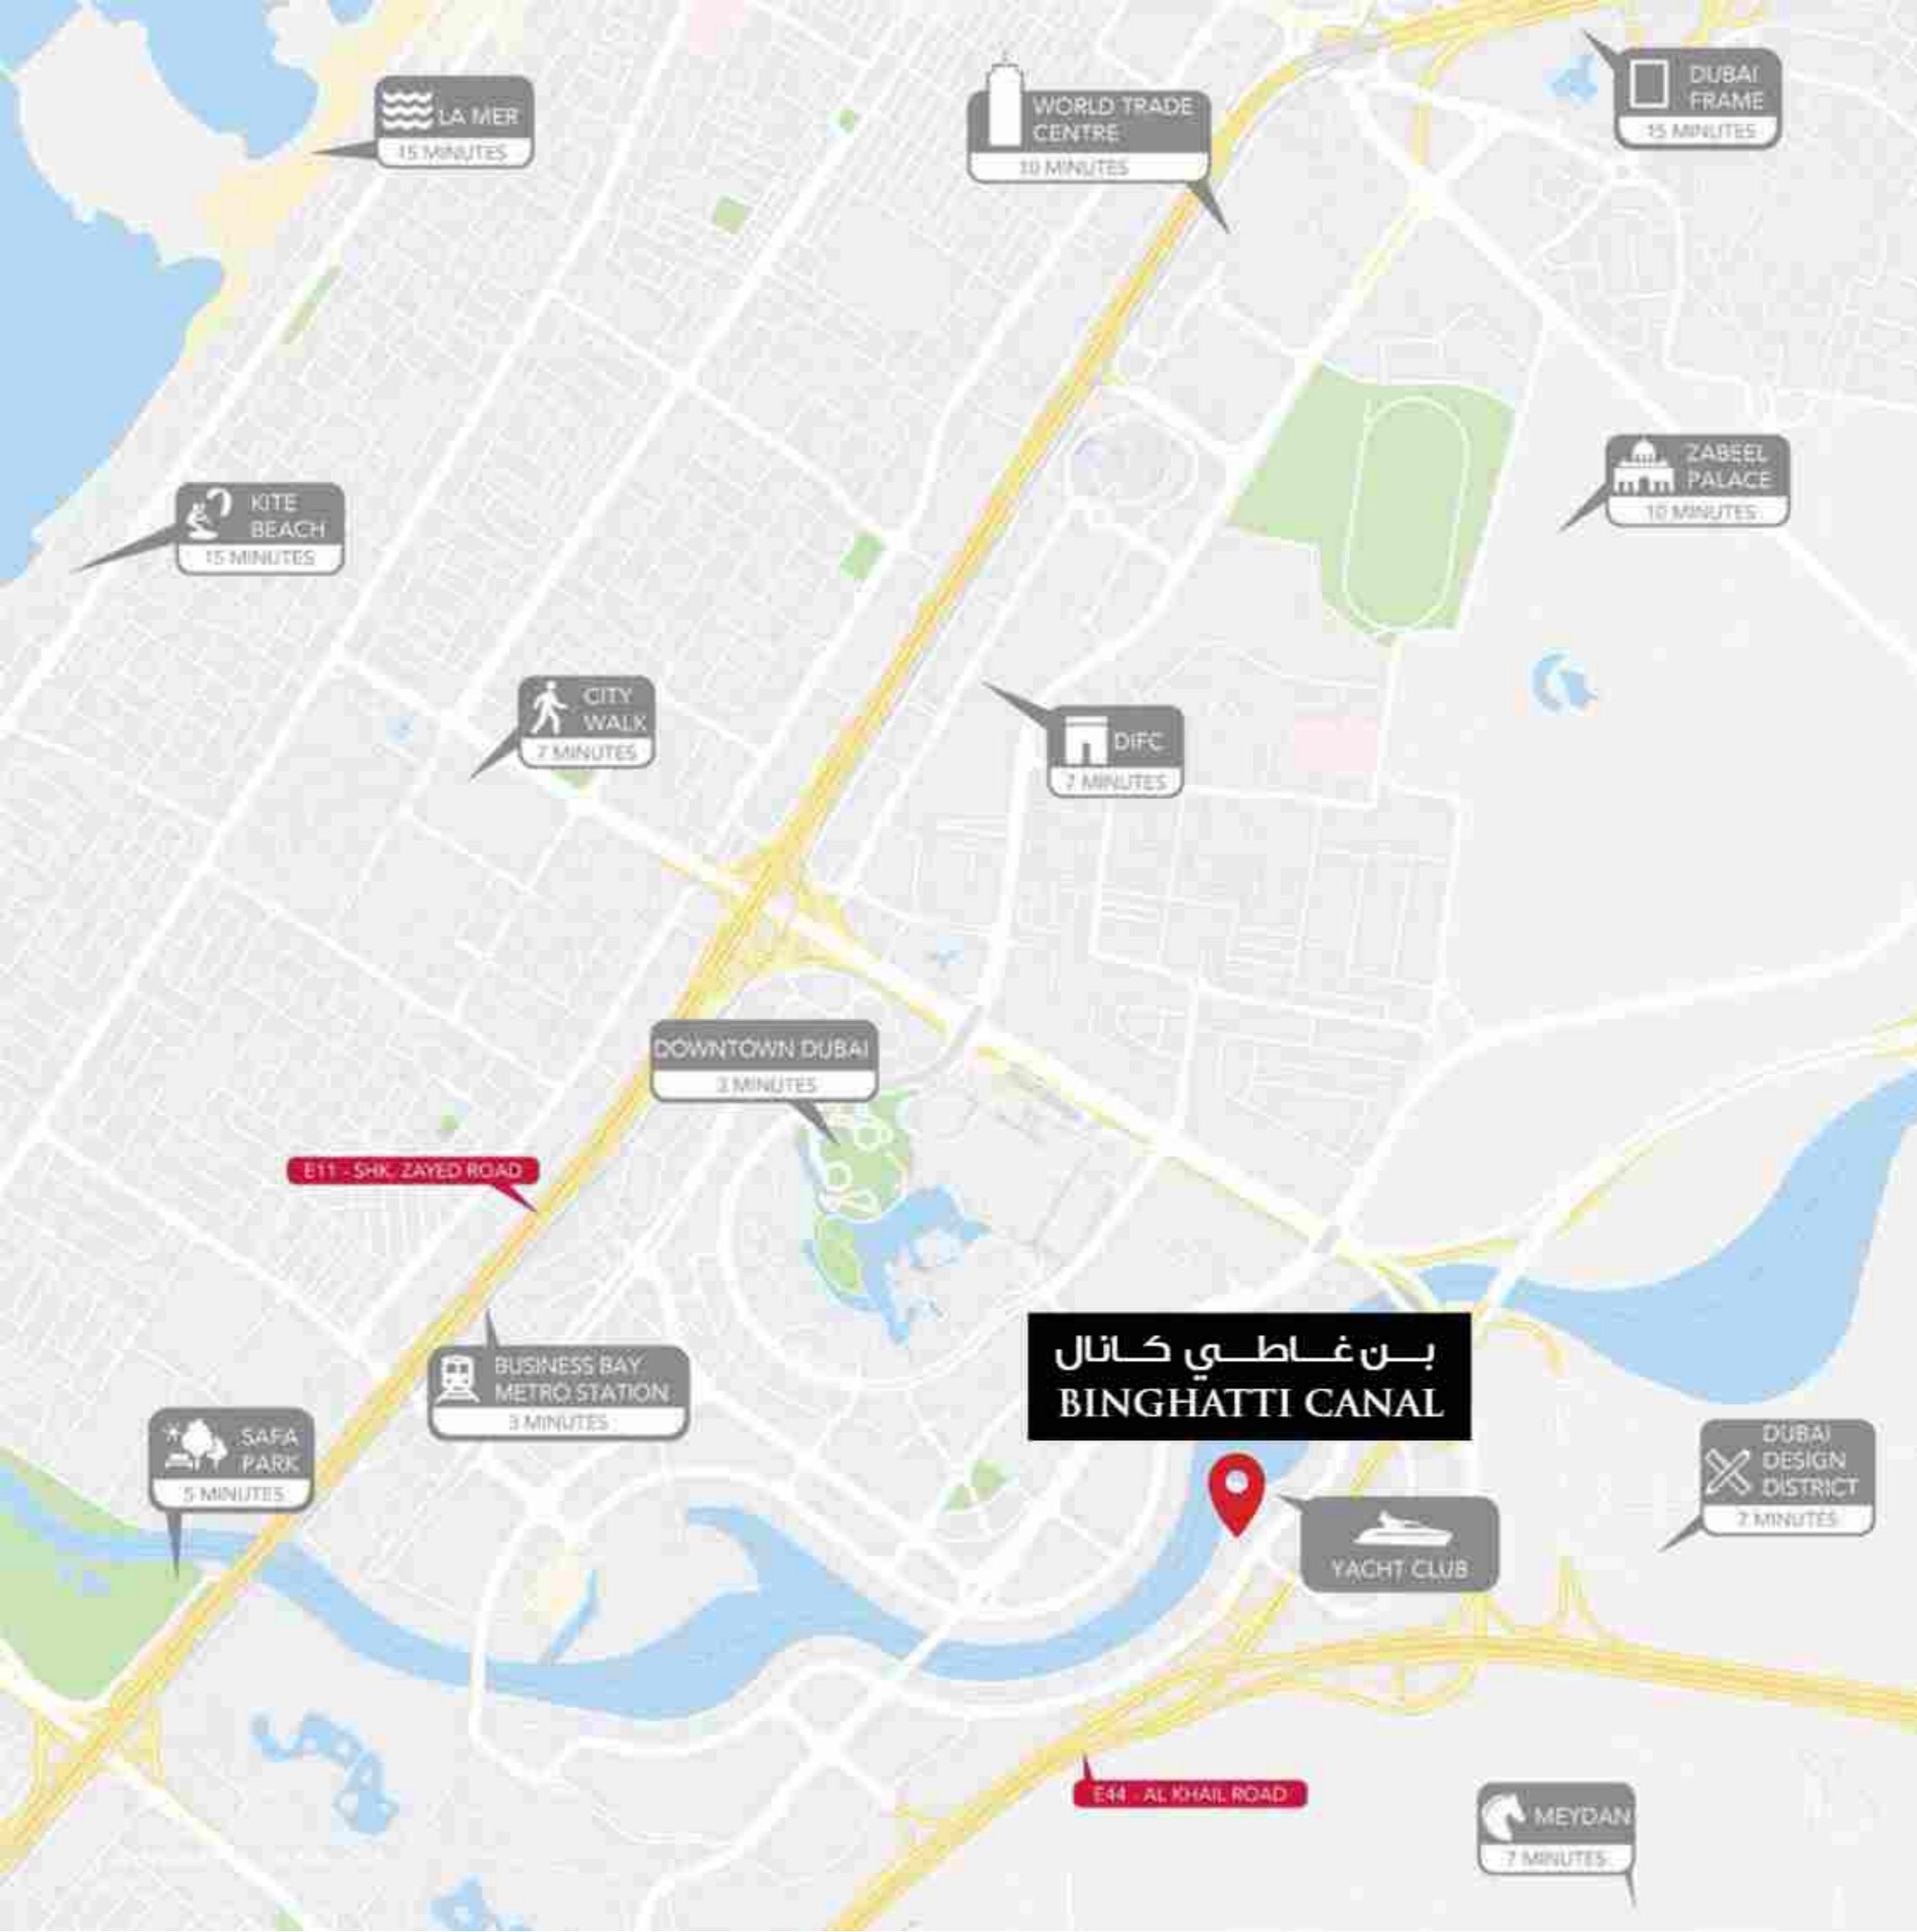 LA MER
15 MINUTES
WORLD TRADE
CENTRE
10 MINUTES
DUBAI
FRAME
15 MINUTES
KITE
BEACH
15 MINUTES
ZABEEL
PALACE
10 MINUTES
CITY
WALK
7 MINUTES
DIFC
7 MINUTES
DOWNTOWN DUBAI
3 MINUTES
E11 - SHK. ZAYED ROAD
BUSINESS BAY
METRO STATION
3 MINUTES
بن غاطي كانال
BINGHATTI CANAL
SAFA
PARK
5 MINUTES
DUBAI
DESIGN
DISTRICT
7 MINUTES
YACHT CLUB
E44 - AL KHAIL ROAD
MEYDAN
7 MINUTES